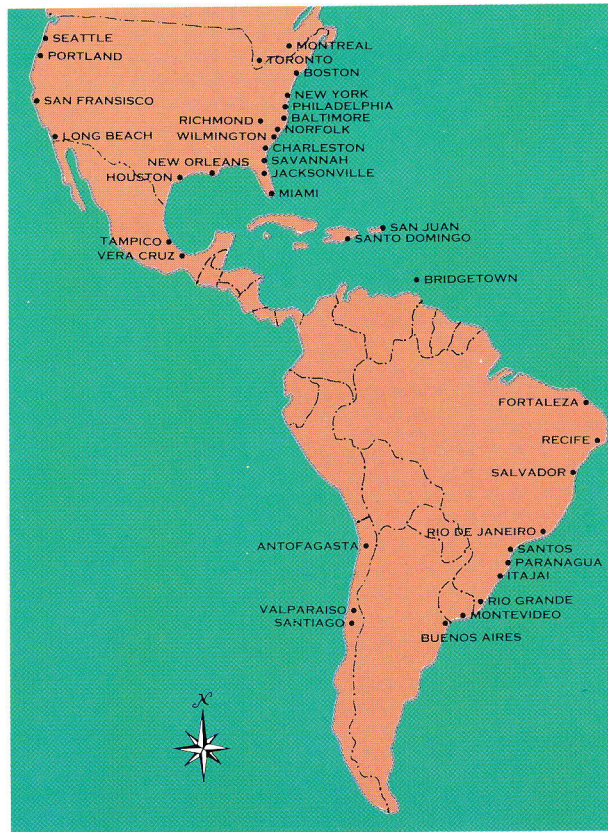 SEATTLE
MONTREAL
PORTLAND
TORONTO
BOSTON
NEW YORK
SAN FRANSISCO
PHILADELPHIA
RICHMOND
BALTIMORE
NORFOLK
LONG BEACH
WILMINGTON
CHARLESTON
NEW ORLEANS
SAVANNAH
HOUSTON
JACKSONVILLE
MIAMI
SAN JUAN
TAMPICO
SANTO DOMINGO
VERA CRUZ
BRIDGETOWN
FORTALEZA
RECIFE
SALVADOR
RIO DE JANEIRO
ANTOFAGASTA
SANTOS
PARANAGUA
ITAJAI
RIO GRANDE
VALPARAISO
MONTEVIDEO
SANTIAGO
BUENOS AIRES
N